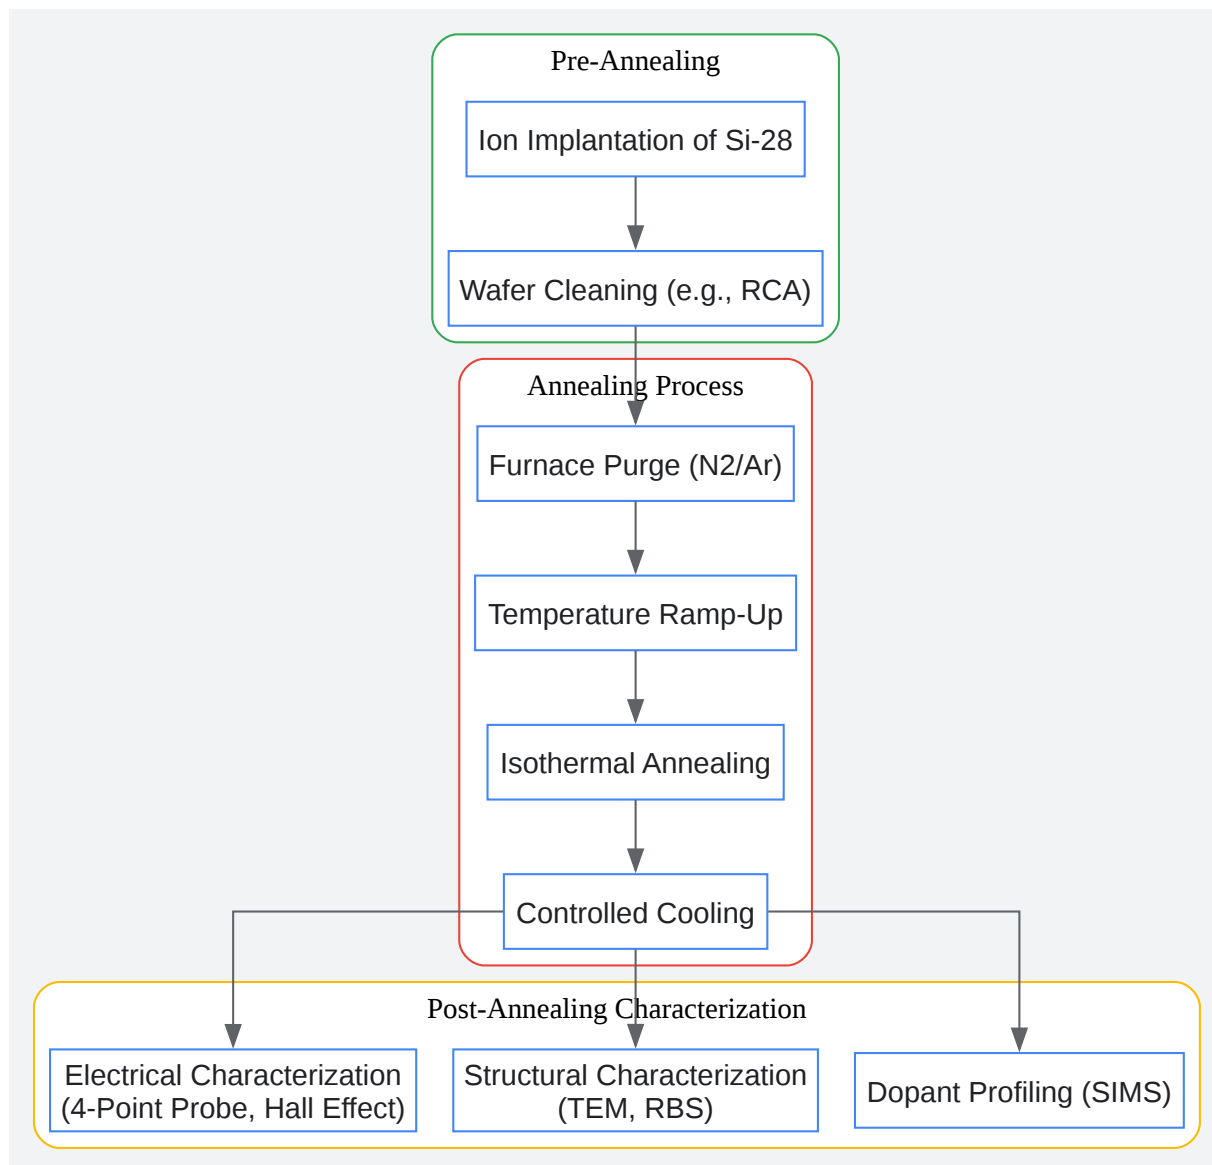 Pre-Annealing
Ion Implantation of Si-28
Wafer Cleaning (e.g., RCA)
Annealing Process
Furnace Purge (N2/Ar)
Temperature Ramp-Up
Isothermal Annealing
Controlled Cooling
Post-Annealing Characterization
Electrical Characterization
(4-Point Probe, Hall Effect)
Structural Characterization
(TEM, RBS)
Dopant Profiling (SIMS)